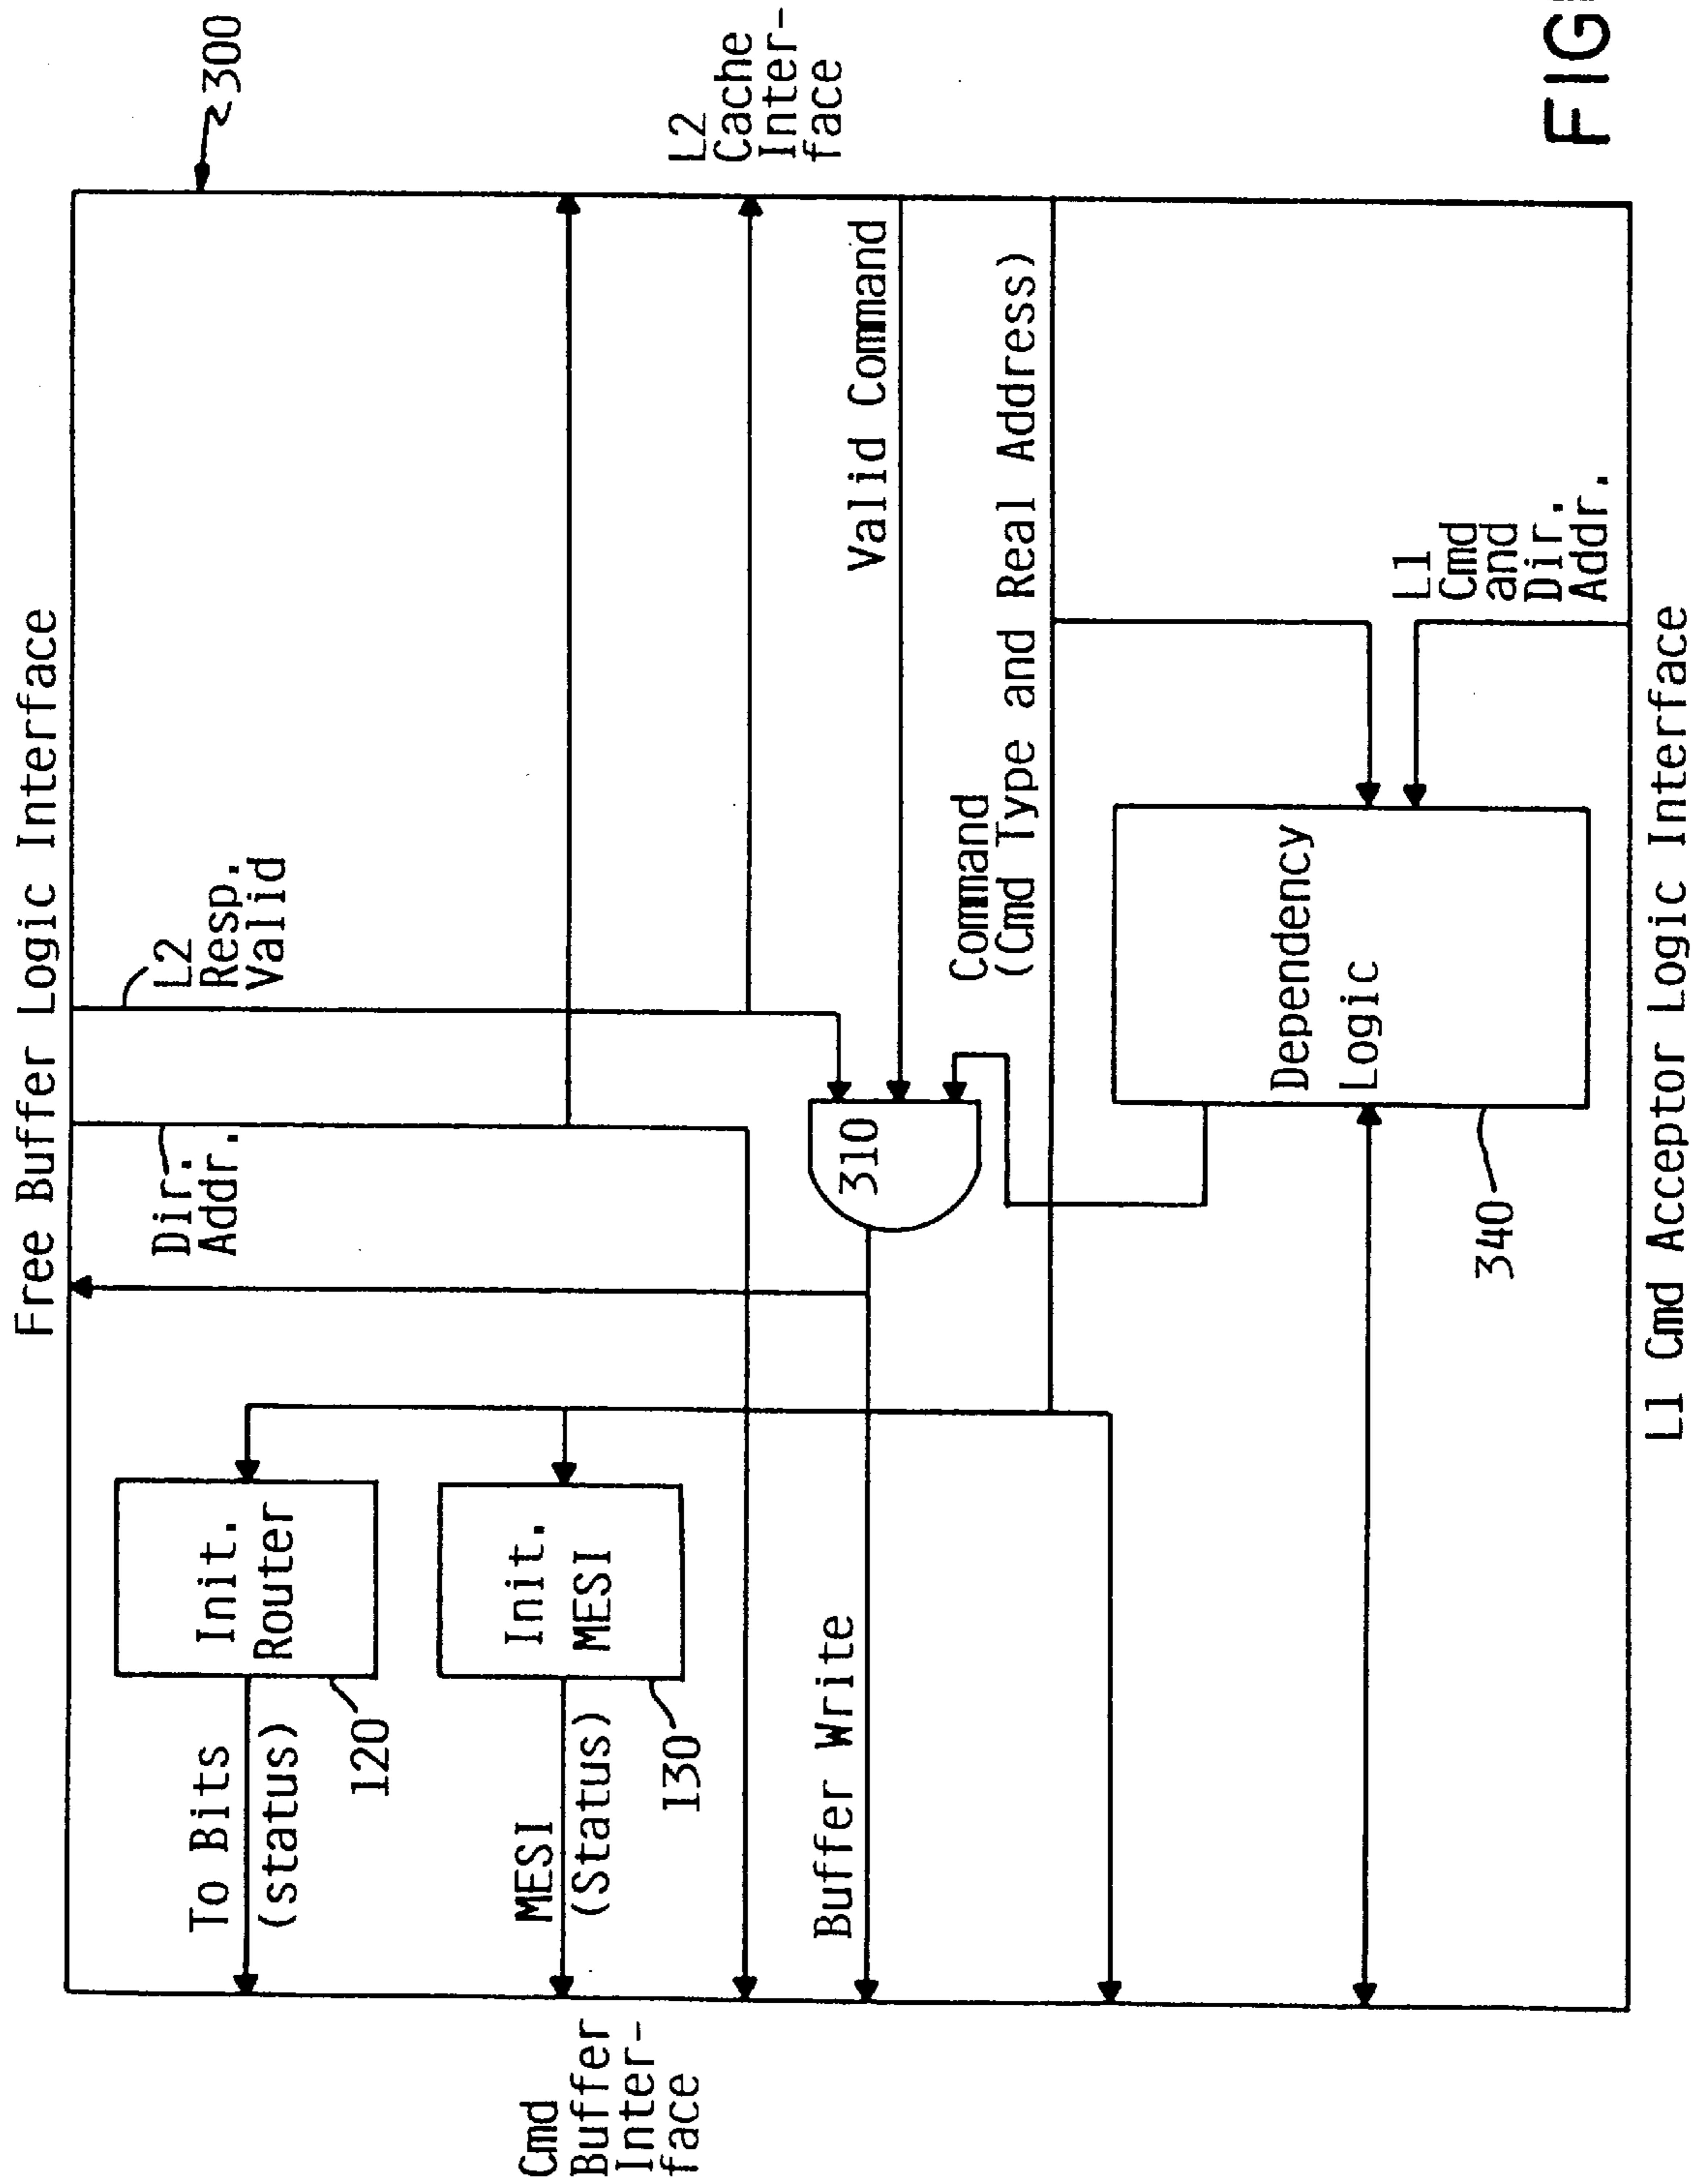 Free Buffer Logic Interface
300
L2
Resp.
Valid
Dir.
Addr.
Init.
Router
To Bits
(status)
120
Init.
MESI
MESI
(Status)
130
Cmd
Buffer
Inter-
face
L2
Cache
Inter-
face
Valid Command
310
Buffer Write
Command
(Cmd Type and Real Address)
L1
Cmd
and
Dir.
Addr.
Dependency
Logic
340
L1 Cmd Acceptor Logic Interface
FIG